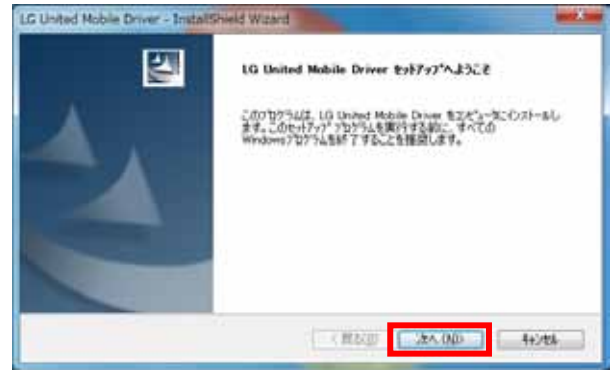 LG United Mobile Driver - InstallShield Wizard
LG United Mobile Driver セットアップへようこそ
このプログラムは、LG United Mobile Driver をコンピュータにインストールし
ます。このセットアップ プログラムを実行する前に、すべての
Windowsプログラムを終了することを推奨します。
< 戻る(B)
次へ(N)>
キャンセル